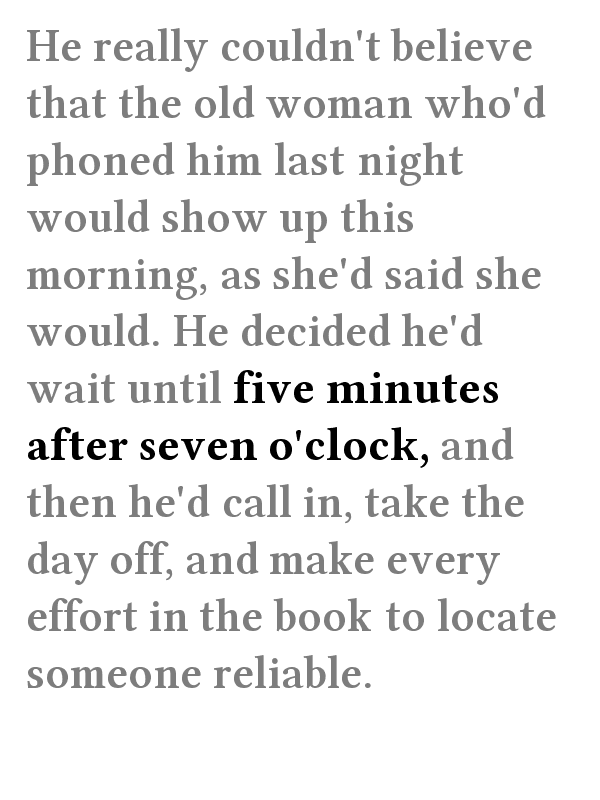 He really couldn't believe
that the old woman who'd
phoned him last night
would show up this
morning, as she'd said she
would. He decided he'd
wait until five minutes
after seven o'clock, and
then he'd call in, take the
day off, and make every
effort in the book to locate
someone reliable.